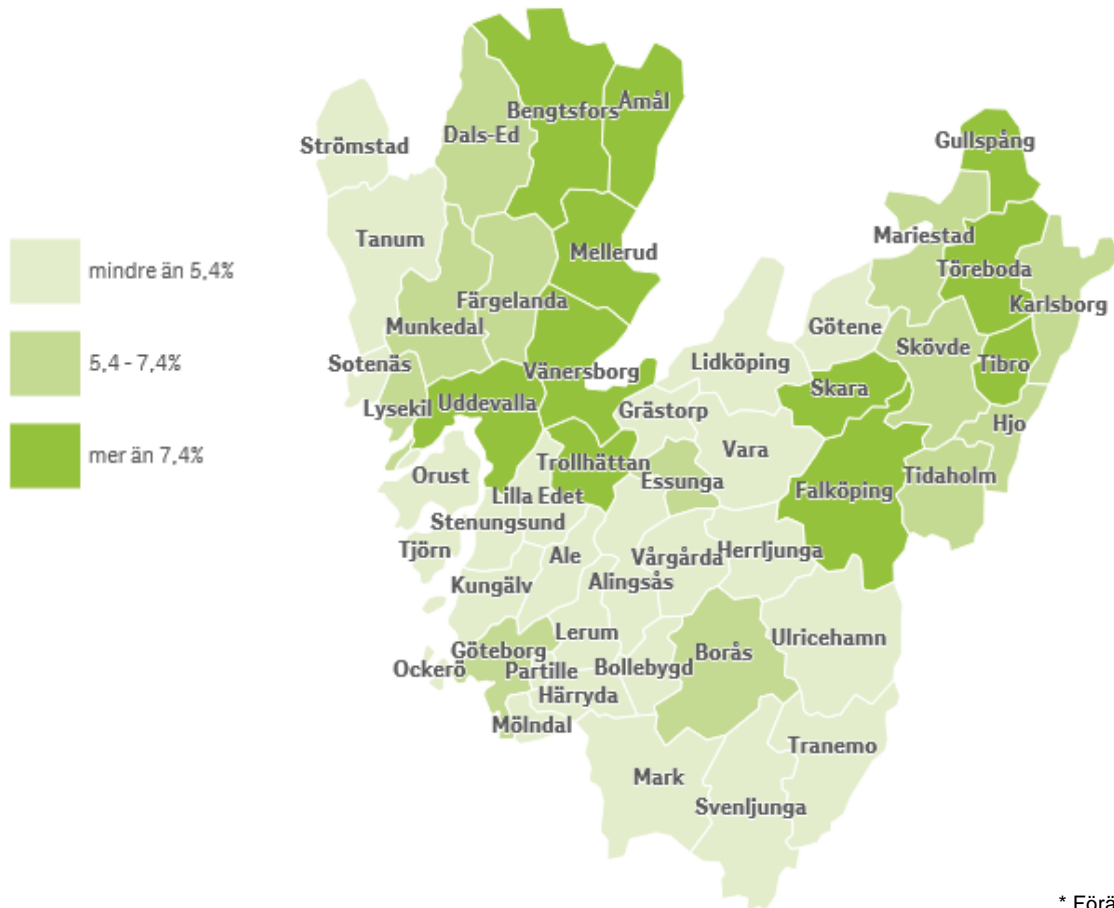 mindre än 5,4%
5,4 - 7,4%
mer än 7,4%
Bengtsfors
Åmål
Dals-Ed
Strömstad
Gullspång
Tanum
Mellerud
Mariestad
Töreboda
Färgelanda
Karlsborg
Munkedal
Götene
Skövde
Sotenäs
Lidköping
Tibro
Vänersborg
Skara
Lysekil
Uddevalla
Grästorp
Hjo
Vara
Trollhättan
Orust
Essunga
Tidaholm
Falköping
Lilla Edet
Stenungsund
Tjörn
Ale
Vårgårda
Herrljunga
Kungälv
Alingsås
Lerum
Ulricehamn
Göteborg
Borås
Ockerö
Partille
Bollebygd
Härryda
Mölndal
Tranemo
Mark
Svenljunga
* Förä